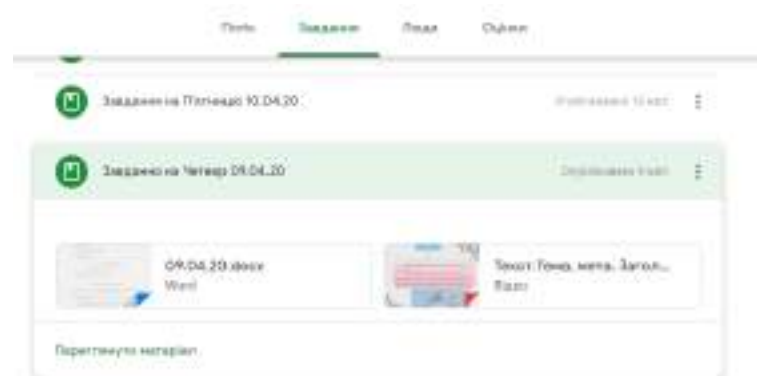 Потік Завдання Люди Оцінки
Завдання на П'ятницю 10.04.20
Завдання на Четвер 09.04.20
09.04.20.docx
Word
Текст. Тема, мета. Загол...
Відео
Переглянути матеріал